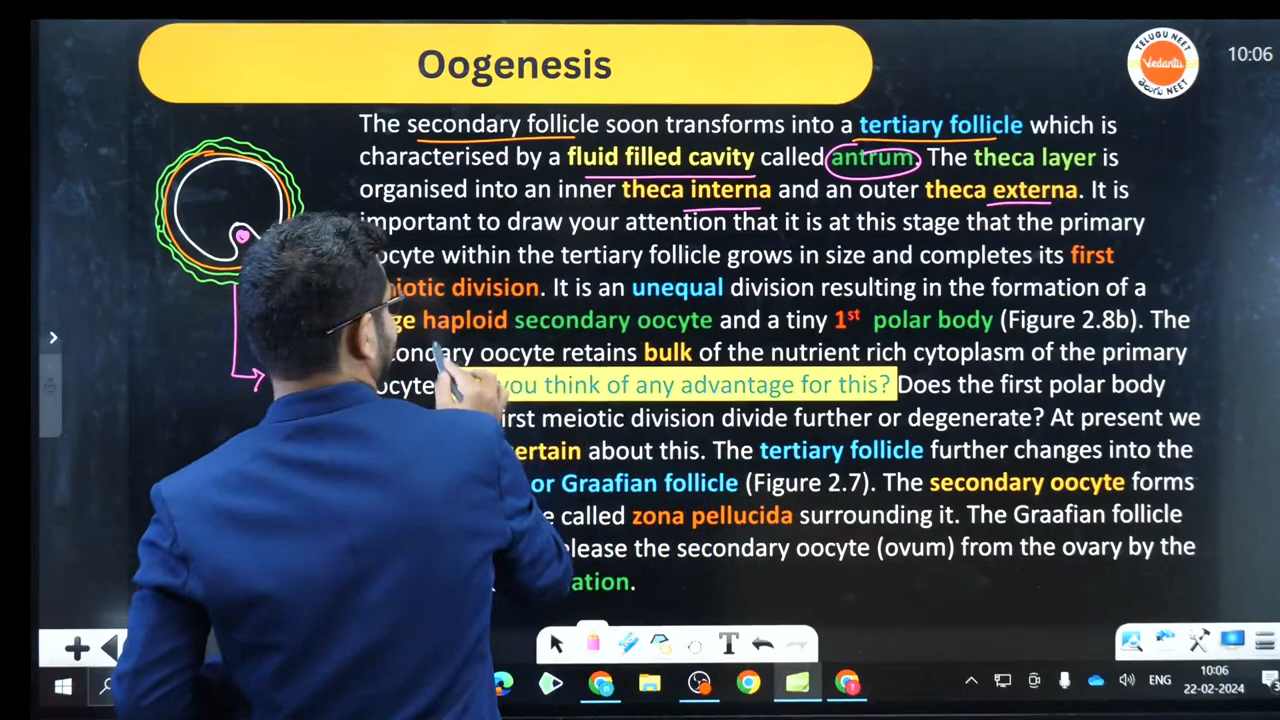 Oogenesis
TELUGU NEET
Vedantu
తెలుగు NEET
10:06
The secondary follicle soon transforms into a tertiary follicle which is
characterised by a fluid filled cavity called antrum. The theca layer is
organised into an inner theca interna and an outer theca externa. It is
important to draw your attention that it is at this stage that the primary
ocyte within the tertiary follicle grows in size and completes its first
iotic division. It is an unequal division resulting in the formation of a
ge haploid secondary oocyte and a tiny 1st polar body (Figure 2.8b). The
condary oocyte retains bulk of the nutrient rich cytoplasm of the primary
ocyte you think of any advantage for this? Does the first polar body
irst meiotic division divide further or degenerate? At present we
ertain about this. The tertiary follicle further changes into the
or Graafian follicle (Figure 2.7). The secondary oocyte forms
e called zona pellucida surrounding it. The Graafian follicle
elease the secondary oocyte (ovum) from the ovary by the
ation.
T
ENG
10:06
22-02-2024